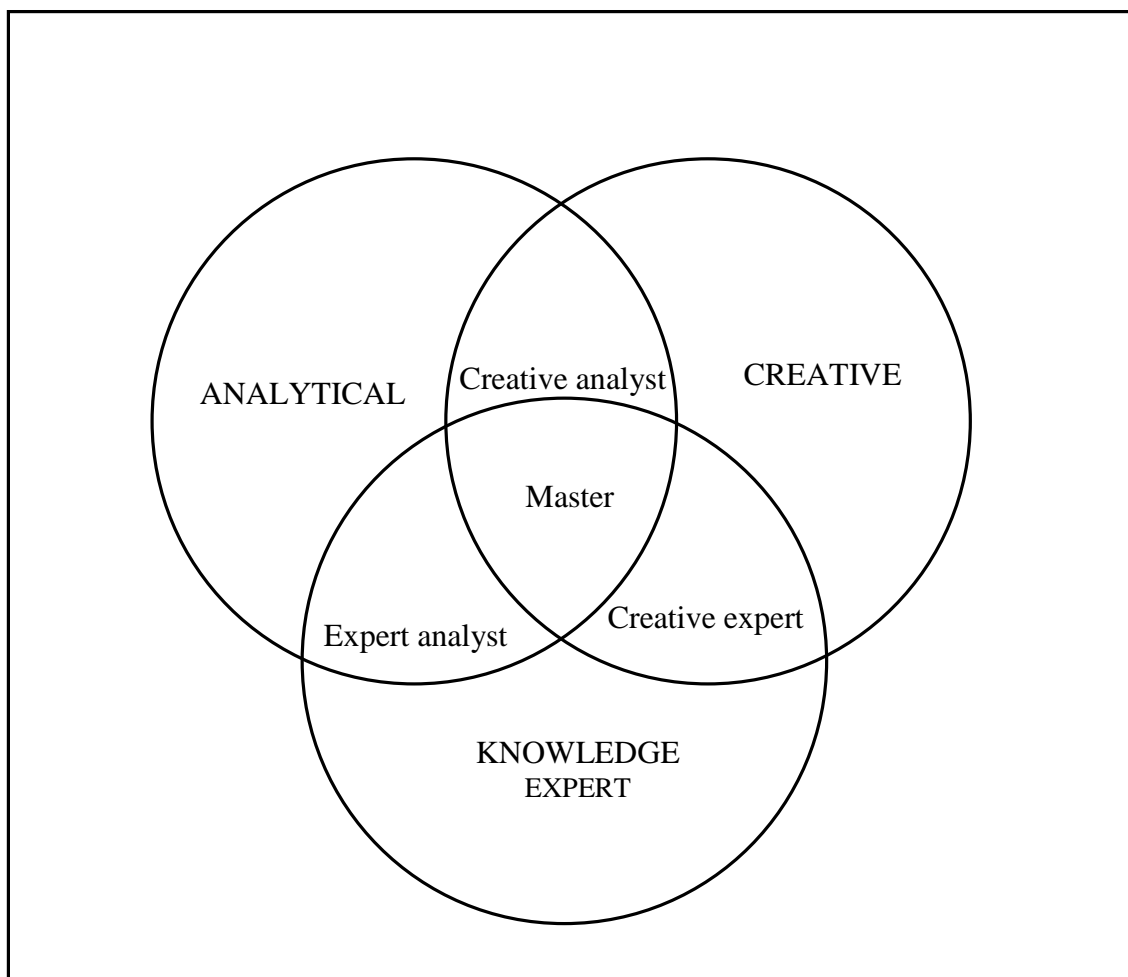 CREATIVE
Creative analyst
ANALYTICAL
Master
Creative expert
Expert analyst
KNOWLEDGE
EXPERT